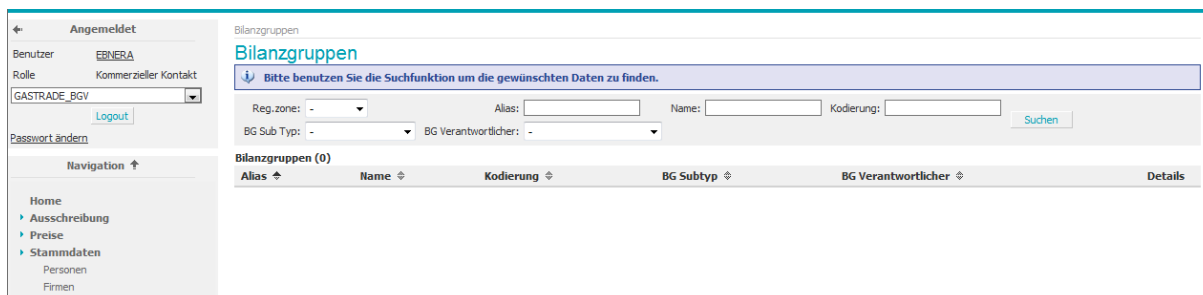 Angemeldet
Benutzer EBNERA
Rolle Kommerzieller Kontakt
GASTRADE_BGV
Logout
Passwort ändern
Navigation
Home
Ausschreibung
Preise
Stammdaten
Personen
Firmen
Bilanzgruppen
Bilanzgruppen
Bitte benutzen Sie die Suchfunktion um die gewünschten Daten zu finden.
Reg.zone: - Alias: Name: Kodierung: Suchen
BG Sub Typ: - BG Verantwortlicher: -
Bilanzgruppen (0)
Alias Name Kodierung BG Subtyp BG Verantwortlicher Details